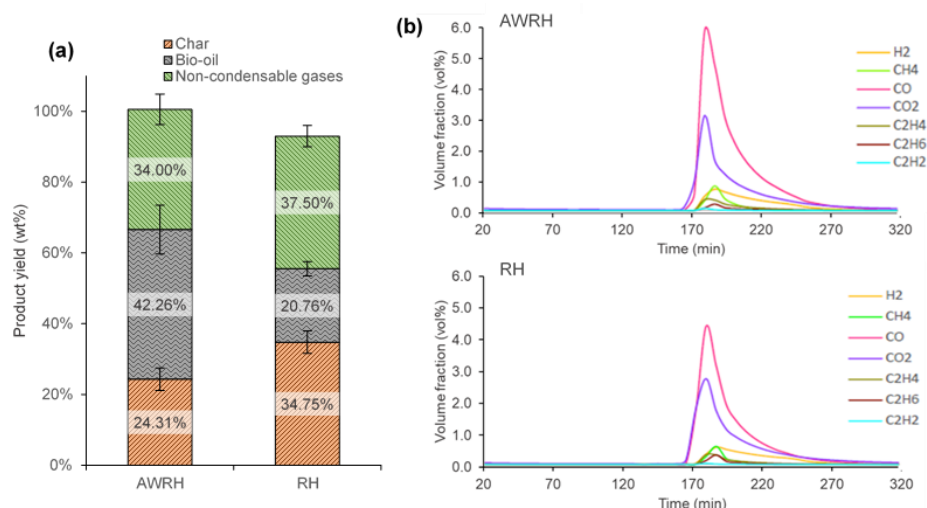 (a)
Char
Bio-oil
Non-condensable gases
Product yield (wt%)
100%
80%
60%
40%
20%
0%
34.00%
42.26%
24.31%
37.50%
20.76%
34.75%
AWRH
RH
(b)
AWRH
Volume fraction (vol%)
6.0
5.0
4.0
3.0
2.0
1.0
0.0
H2
CH4
CO
CO2
C2H4
C2H6
C2H2
20
70
120
170
220
270
320
Time (min)
RH
Volume fraction (vol%)
6.0
5.0
4.0
3.0
2.0
1.0
0.0
H2
CH4
CO
CO2
C2H4
C2H6
C2H2
20
70
120
170
220
270
320
Time (min)